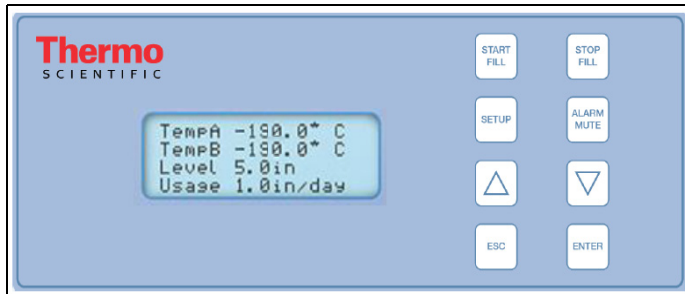 Thermo
SCIENTIFIC
TempA -190.0° C
TempB -190.0° C
Level 5.0in
Usage 1.0in/day
START FILL
STOP FILL
SETUP
ALARM MUTE
ESC
ENTER